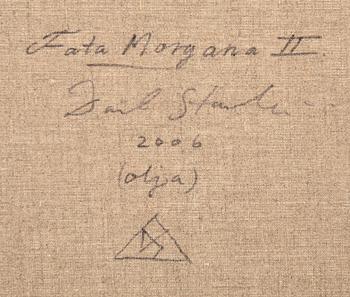 Fata Morgana II.
2006
(olja)